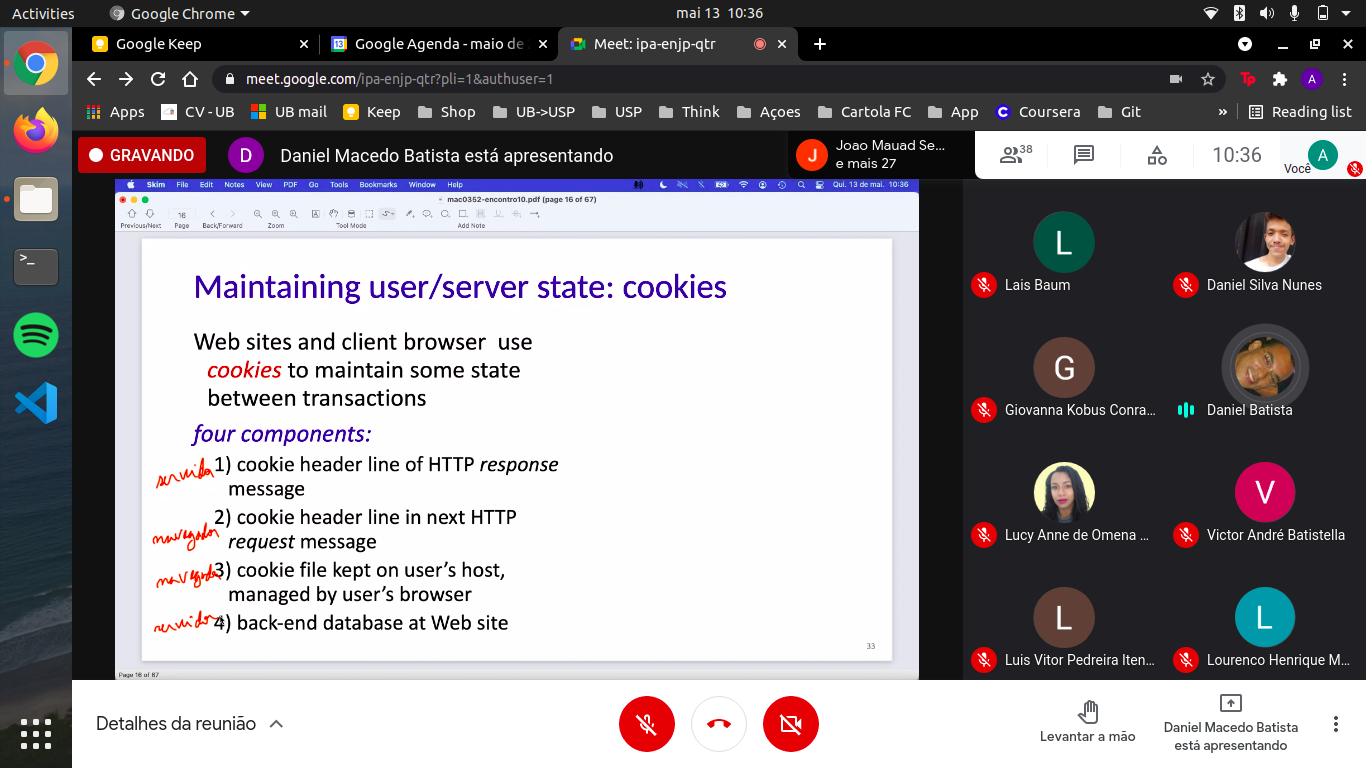 Activities
Google Chrome
mai 13 10:36
Google Keep
Google Agenda - maio de
Meet: ipa-enjp-qtr
meet.google.com/ipa-enjp-qtr?pli=1&authuser=1
Apps
CV - UB
UB mail
Keep
Shop
UB->USP
USP
Think
Açoes
Cartola FC
App
Coursera
Git
»
Reading list
GRAVANDO
D
Daniel Macedo Batista está apresentando
J
Joao Mauad Se...
e mais 27
38
10:36
Você
A
Skim File Edit Notes View PDF Go Tools Bookmarks Window Help
Qui. 13 de mai. 10:36
mac0352-encontro10.pdf (page 16 of 67)
16
Previous/Next
Page
Back/Forward
Zoom
Tool Mode
Add Note
Maintaining user/server state: cookies
Web sites and client browser use
cookies to maintain some state
between transactions
four components:
servidor 1) cookie header line of HTTP response
message
2) cookie header line in next HTTP
navegador request message
navegador 3) cookie file kept on user's host,
managed by user's browser
servidor 4) back-end database at Web site
33
Page 16 of 67
L
Lais Baum
Daniel Silva Nunes
G
Giovanna Kobus Conra...
Daniel Batista
Lucy Anne de Omena ...
V
Victor André Batistella
L
Luis Vitor Pedreira Iten...
L
Lourenco Henrique M...
Detalhes da reunião
Levantar a mão
Daniel Macedo Batista
está apresentando